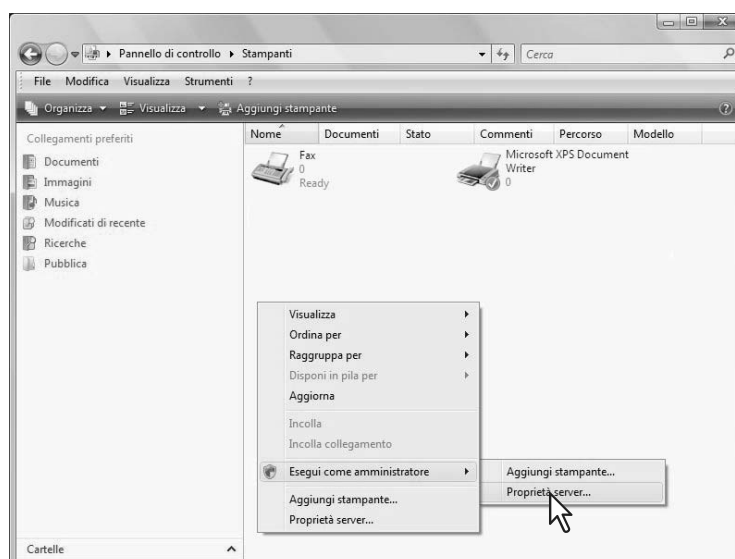 Pannello di controllo Stampanti
Cerca
File Modifica Visualizza Strumenti ?
Organizza Visualizza Aggiungi stampante ?
Collegamenti preferiti
Documenti
Immagini
Musica
Modificati di recente
Ricerche
Pubblica
Cartelle
Nome Documenti Stato Commenti Percorso Modello
Fax
0
Ready
Microsoft XPS Document
Writer
0
Visualizza
Ordina per
Raggruppa per
Disponi in pila per
Aggiorna
Incolla
Incolla collegamento
Esegui come amministratore
Aggiungi stampante...
Proprietà server...
Aggiungi stampante...
Proprietà server...